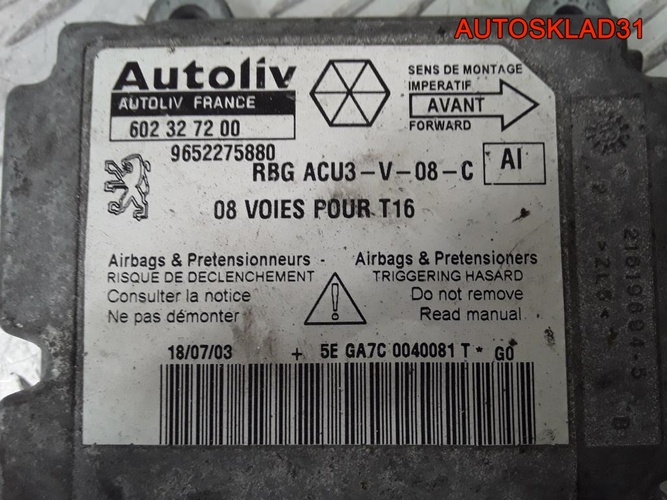 AUTOSKLAD31
Autoliv
AUTOLIV FRANCE
602 32 72 00
9652275880
SENS DE MONTAGE
IMPERATIF
AVANT
FORWARD
RBG ACU3-V-08-C
AI
08 VOIES POUR T16
Airbags & Pretensionneurs -
RISQUE DE DECLENCHEMENT
Consulter la notice
Ne pas démonter
Airbags & Pretensioners
TRIGGERING HASARD
Do not remove
Read manual
18/07/03 + 5E GA7C 0040081 T * G0